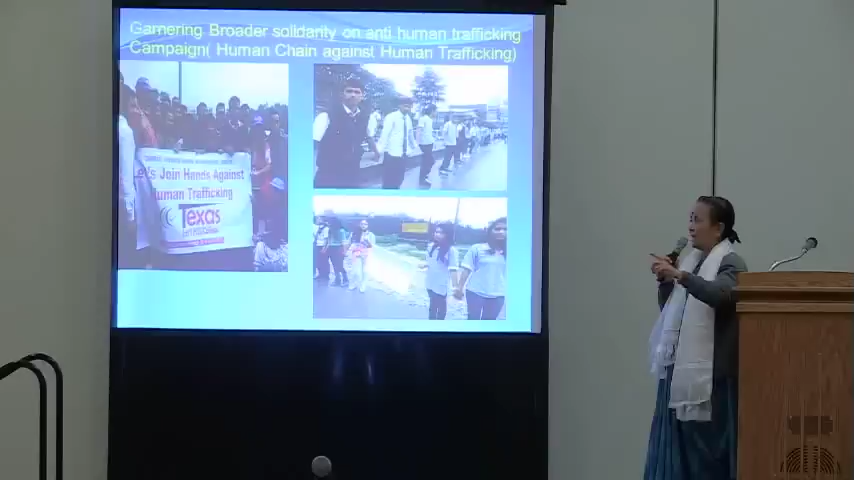 Garnering Broader solidarity on anti human trafficking
Campaign( Human Chain against Human Trafficking)
Let's Join Hands Against
Human Trafficking
Texas